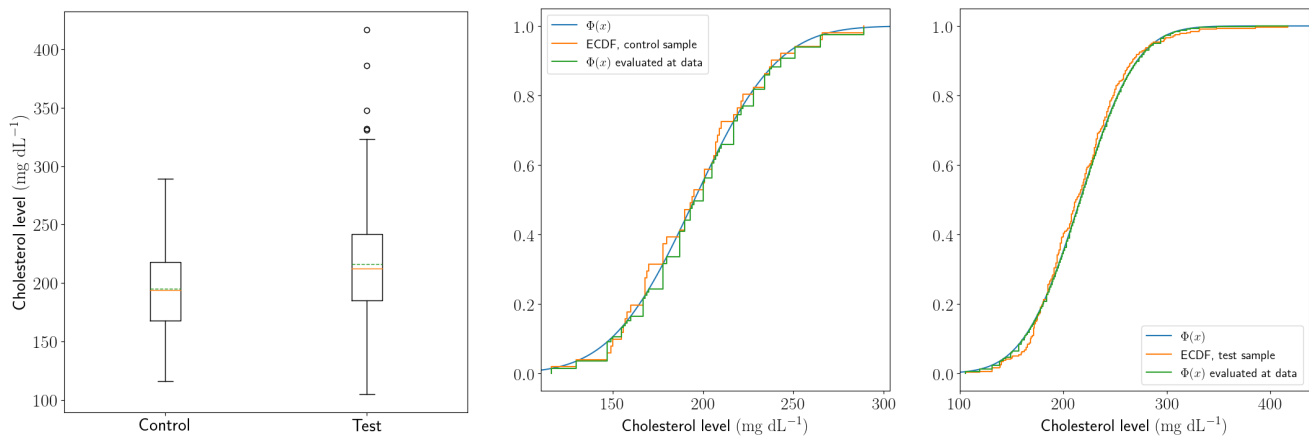 400
350
300
250
200
150
100
Cholesterol level (mg dL⁻¹)
Control
Test
1.0
0.8
0.6
0.4
0.2
0.0
Φ(x)
ECDF, control sample
Φ(x) evaluated at data
150
200
250
300
Cholesterol level (mg dL⁻¹)
1.0
0.8
0.6
0.4
0.2
0.0
Φ(x)
ECDF, test sample
Φ(x) evaluated at data
100
200
300
400
Cholesterol level (mg dL⁻¹)